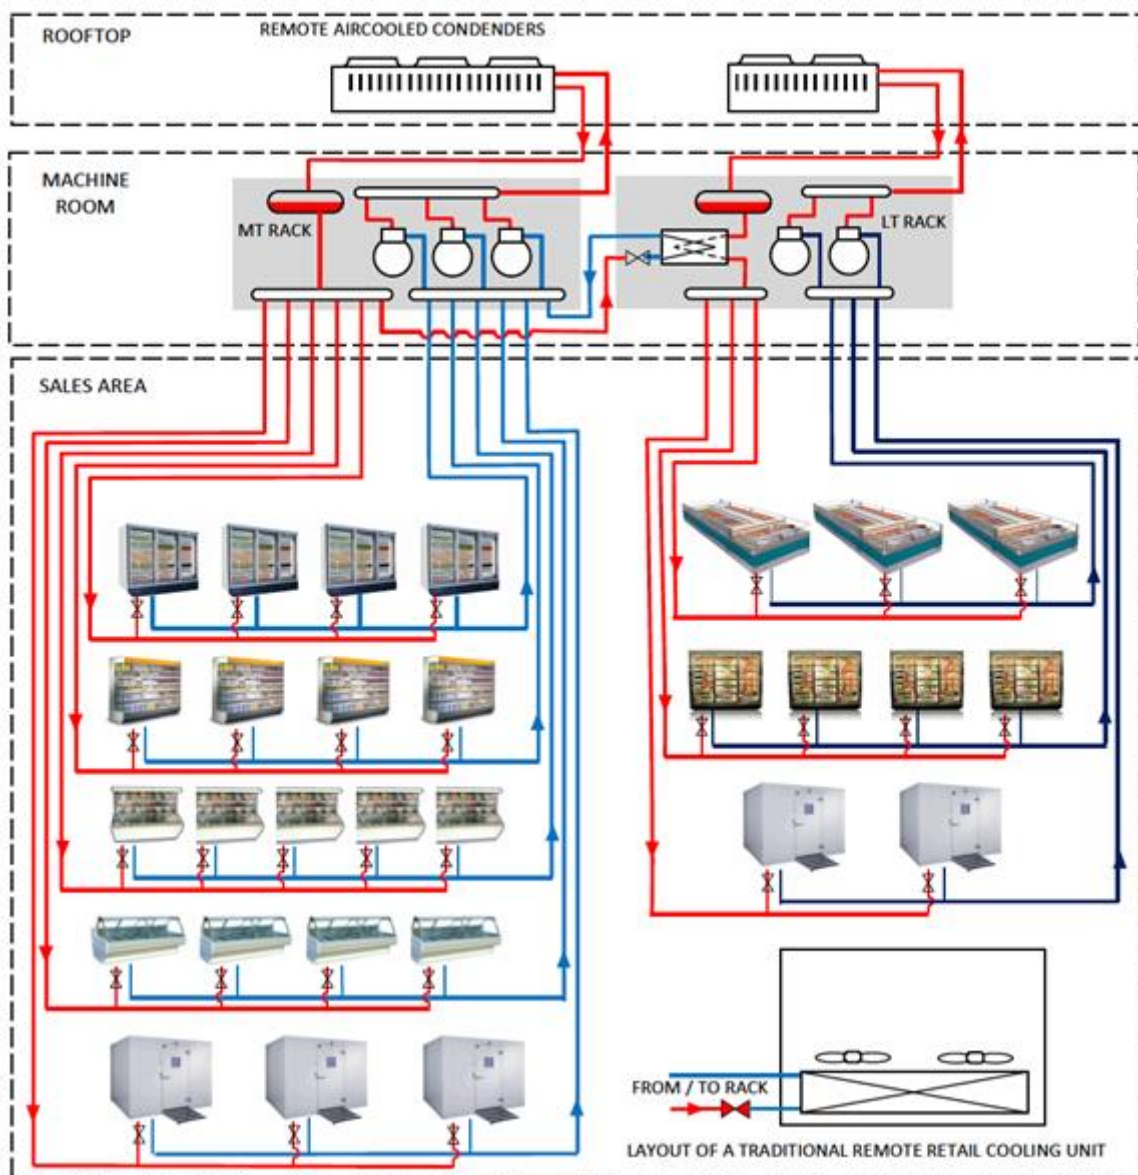 ROOFTOP
REMOTE AIRCOOLED CONDENDERS
MACHINE
ROOM
MT RACK
LT RACK
SALES AREA
FROM / TO RACK
LAYOUT OF A TRADITIONAL REMOTE RETAIL COOLING UNIT